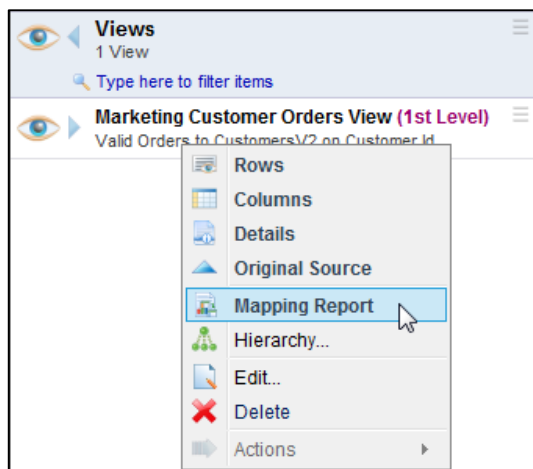 Views
1 View
Type here to filter items
Marketing Customer Orders View (1st Level)
Valid Orders to CustomersV2 on Customer Id
Rows
Columns
Details
Original Source
Mapping Report
Hierarchy...
Edit...
Delete
Actions